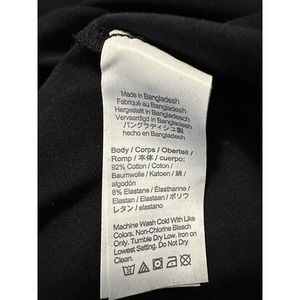 Made in Bangladesh
Fabriqué au Bangladesh
Hergestellt in Bangladesh
Vervaardigd in Bangladesh
バングラディシュ製
hecho en Bangladesh
Body / Corps / Oberteil /
Romp / 本体 / cuerpo:
92% Cotton / Coton /
Baumwolle / Katoen / 綿 /
algodón
8% Elastane / Élasthanne /
Elastan / Elastaan / ポリウ
レタン / elastano
Machine Wash Cold With Like
Colors. Non-Chlorine Bleach
Only. Tumble Dry Low. Iron On
Lowest Setting. Do Not Dry
Clean.